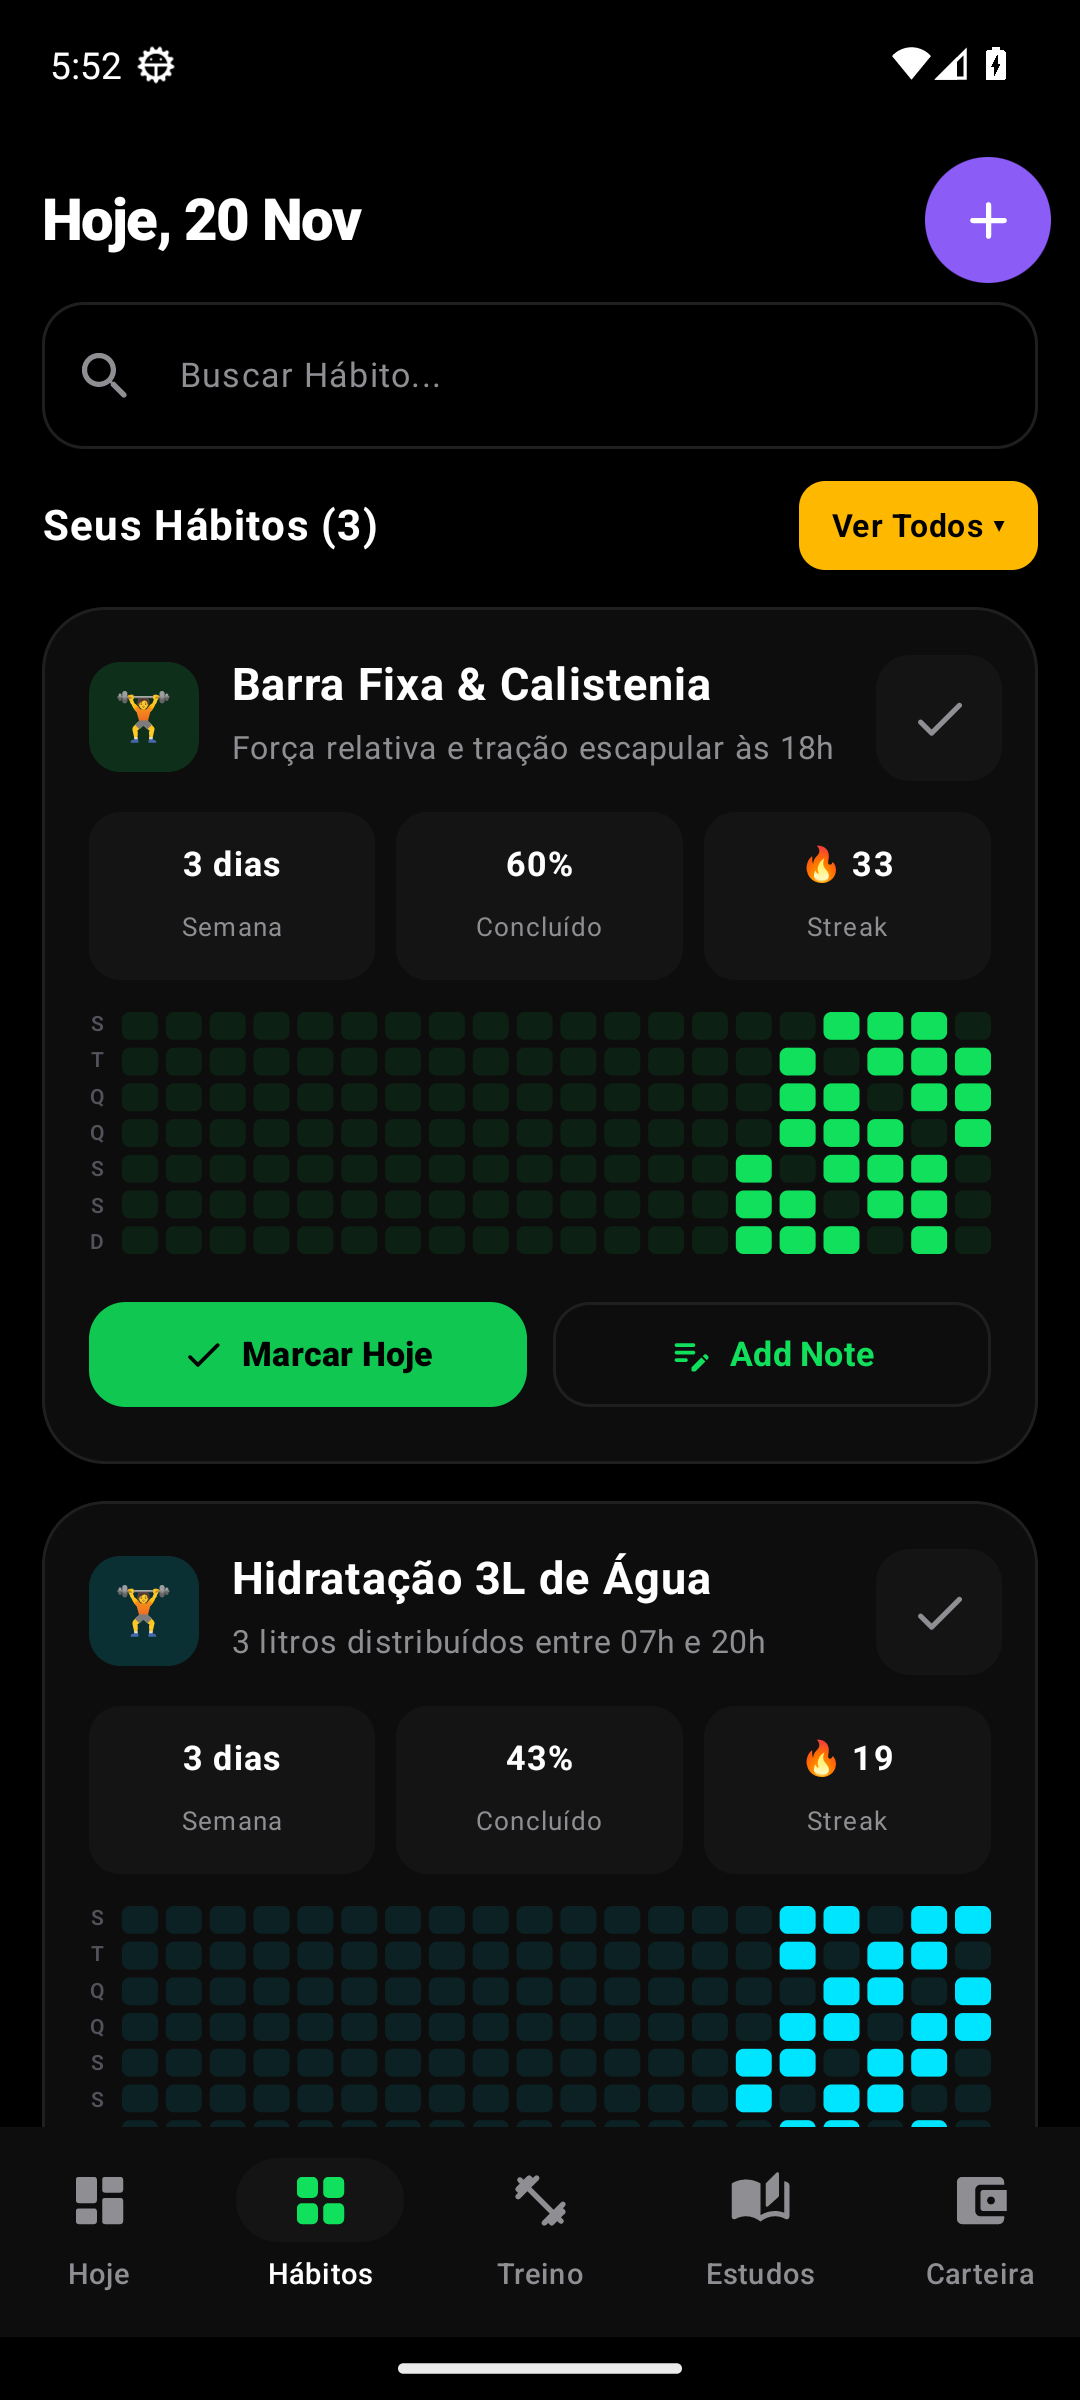 5:52
Hoje, 20 Nov
Buscar Hábito...
Seus Hábitos (3)
Ver Todos ▾
Barra Fixa & Calistenia
Força relativa e tração escapular às 18h
3 dias
Semana
60%
Concluído
🔥 33
Streak
S
T
Q
Q
S
S
D
Marcar Hoje
Add Note
Hidratação 3L de Água
3 litros distribuídos entre 07h e 20h
3 dias
Semana
43%
Concluído
🔥 19
Streak
S
T
Q
Q
S
S
Hoje
Hábitos
Treino
Estudos
Carteira